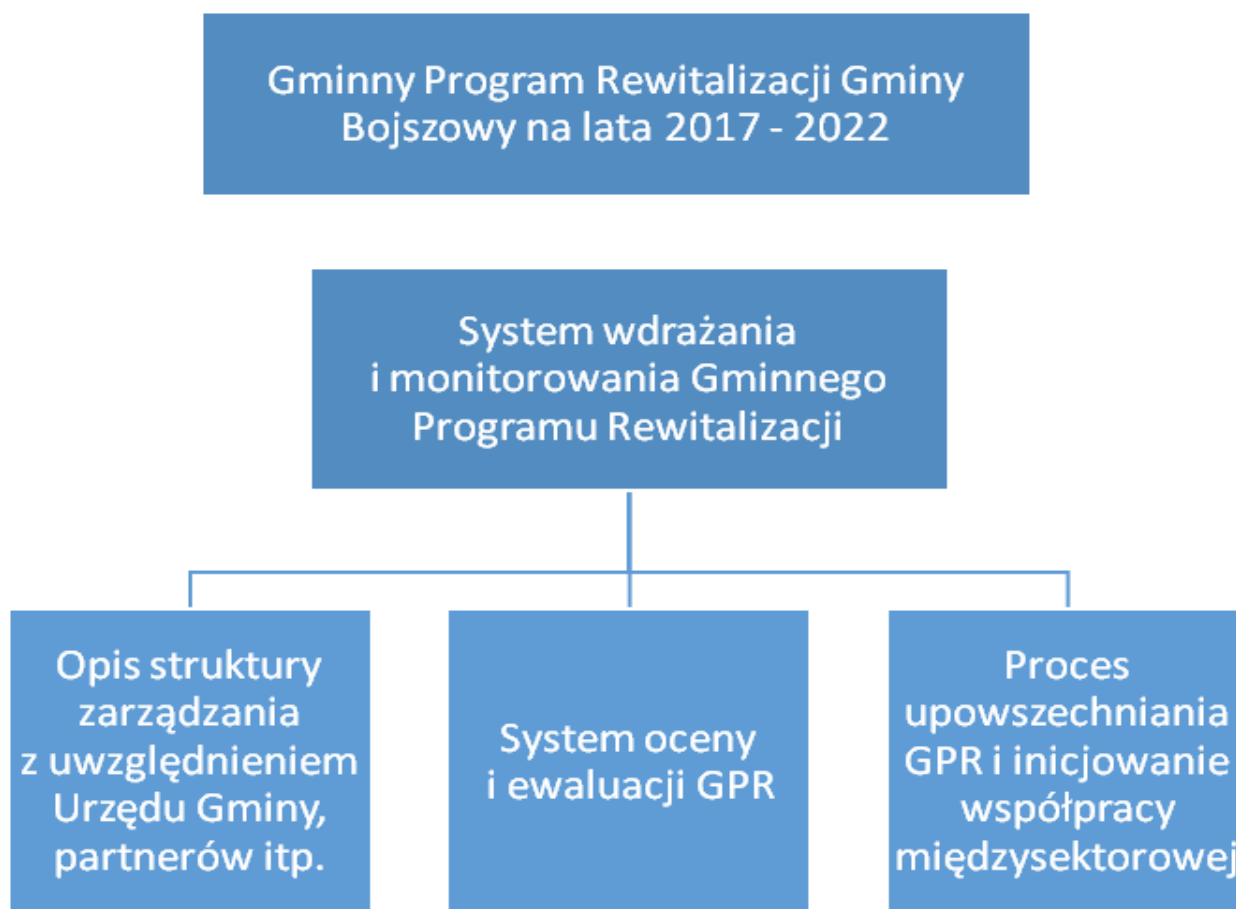 Gminny Program Rewitalizacji Gminy
Bojszowy na lata 2017 - 2022
System wdrażania
i monitorowania Gminnego
Programu Rewitalizacji
Opis struktury
zarządzania
z uwzględnieniem
Urzędu Gminy,
partnerów itp.
System oceny
i ewaluacji GPR
Proces
upowszechniania
GPR i inicjowanie
współpracy
międzysektorowej